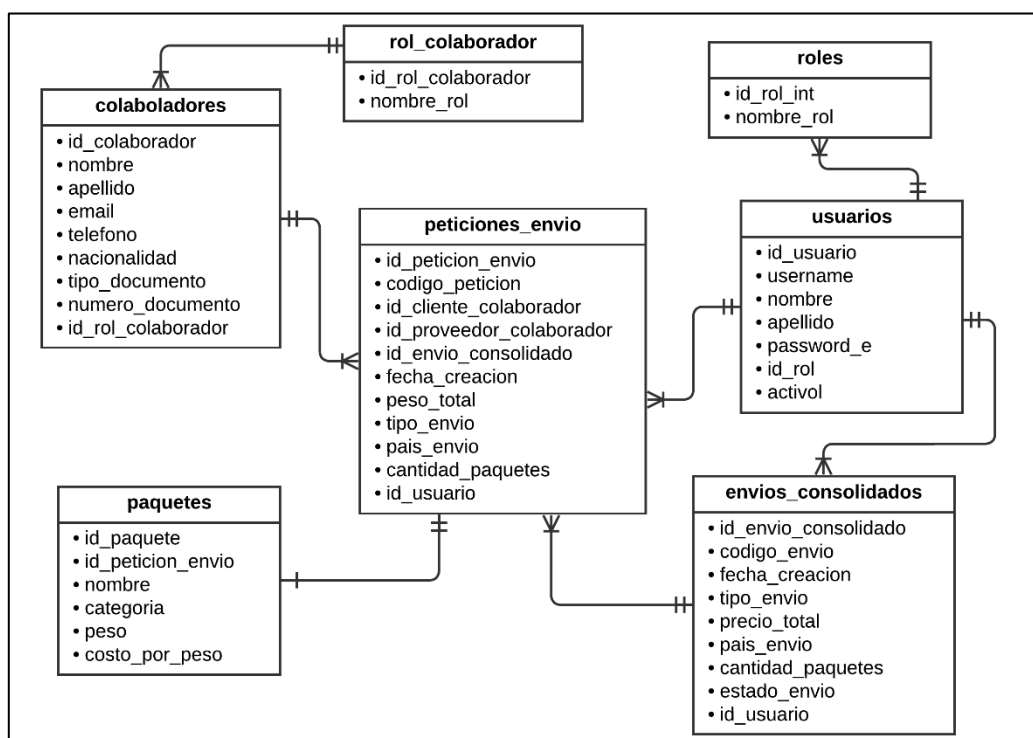 rol_colaborador
• id_rol_colaborador
• nombre_rol
roles
• id_rol_int
• nombre_rol
colaboladores
• id_colaborador
• nombre
• apellido
• email
• telefono
• nacionalidad
• tipo_documento
• numero_documento
• id_rol_colaborador
peticiones_envio
• id_peticion_envio
• codigo_peticion
• id_cliente_colaborador
• id_proveedor_colaborador
• id_envio_consolidado
• fecha_creacion
• peso_total
• tipo_envio
• pais_envio
• cantidad_paquetes
• id_usuario
usuarios
• id_usuario
• username
• nombre
• apellido
• password_e
• id_rol
• activol
paquetes
• id_paquete
• id_peticion_envio
• nombre
• categoria
• peso
• costo_por_peso
envios_consolidados
• id_envio_consolidado
• codigo_envio
• fecha_creacion
• tipo_envio
• precio_total
• pais_envio
• cantidad_paquetes
• estado_envio
• id_usuario